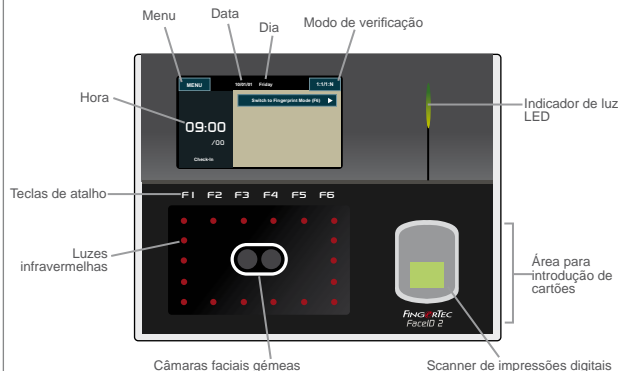 Menu
Data
Dia
Modo de verificação
MENU
10/01/01
Friday
1:1/1:N
Switch to Fingerprint Mode (F6)
Hora
09:00
/00
Check-In
Indicador de luz
LED
Teclas de atalho
F1 F2 F3 F4 F5 F6
Luzes
infravermelhas
Área para
introdução de
cartões
FINGERTEC
FaceID 2
Câmaras faciais gémeas
Scanner de impressões digitais